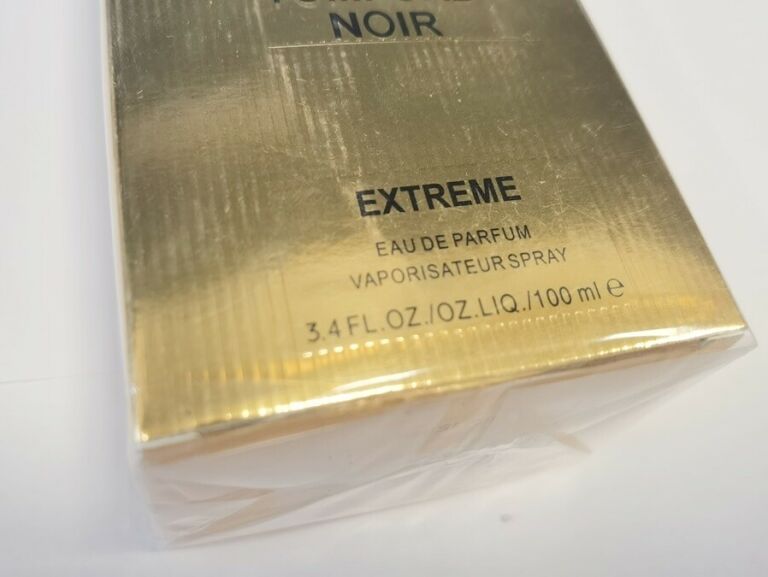 NOIR
EXTREME
EAU DE PARFUM
VAPORISATEUR SPRAY
3.4 FL.OZ./OZ.LIQ./100 ml ℮